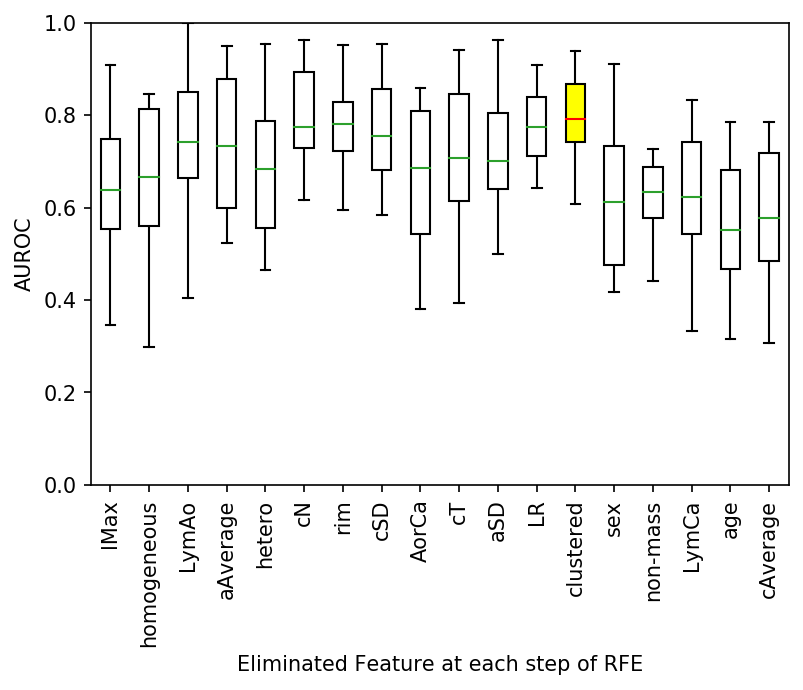 1.0
0.8
0.6
0.4
0.2
0.0
AUROC
lMax
homogeneous
LymAo
aAverage
hetero
cN
rim
cSD
AorCa
cT
aSD
LR
clustered
sex
non-mass
LymCa
age
cAverage
Eliminated Feature at each step of RFE